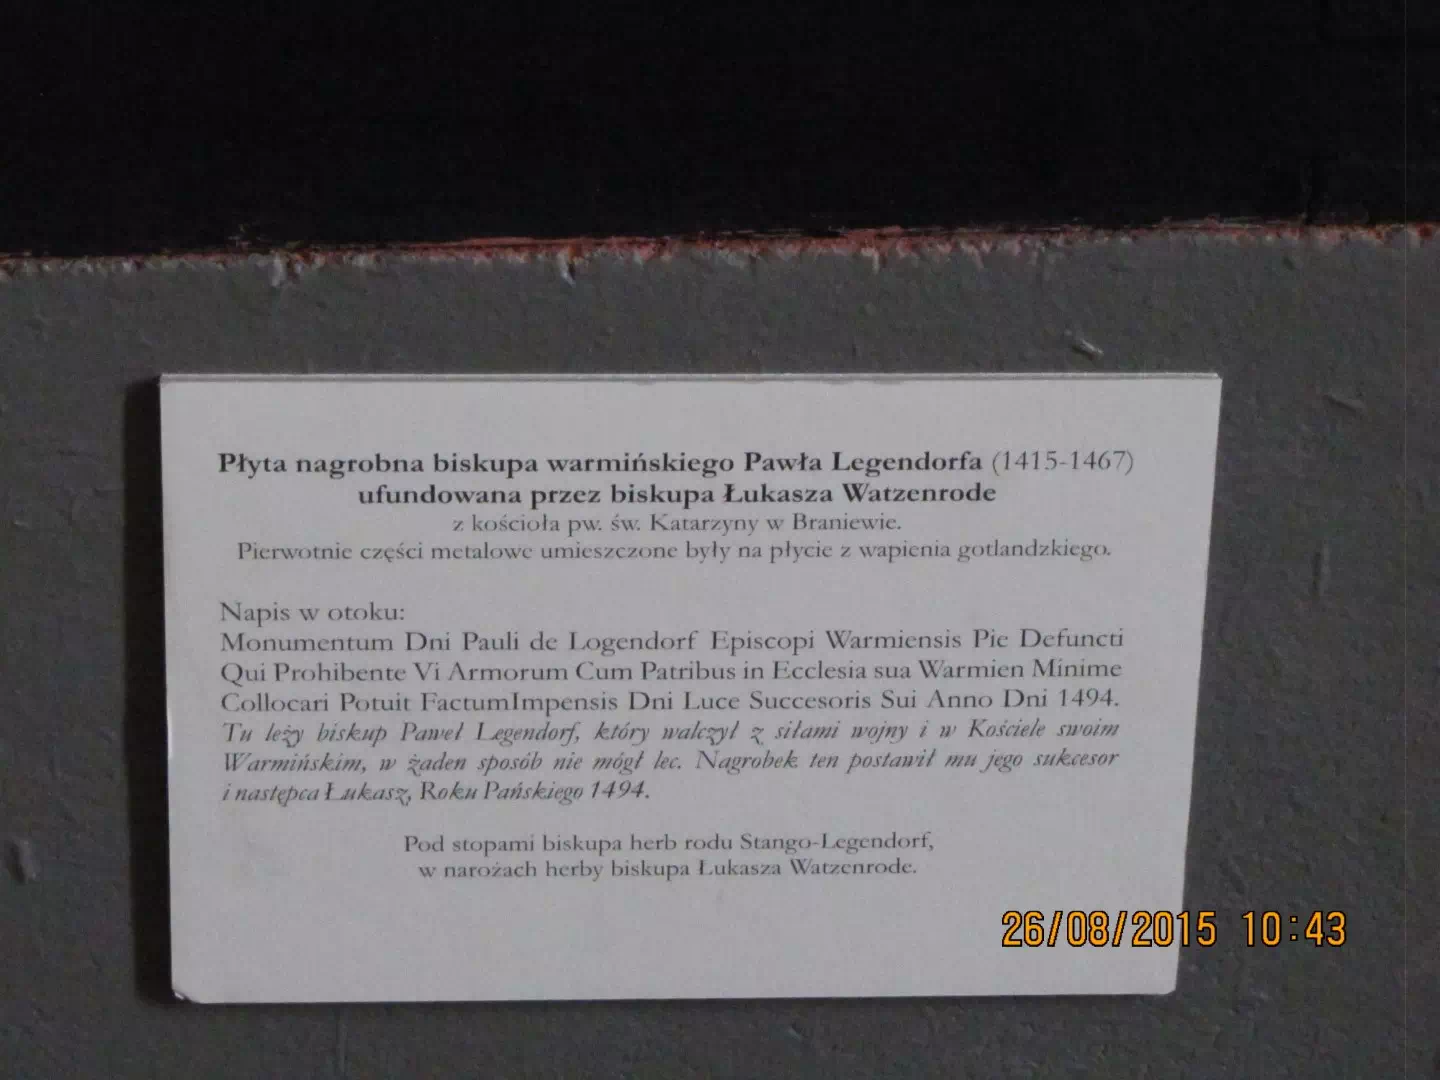 Płyta nagrobna biskupa warmińskiego Pawła Legendorfa (1415-1467)
ufundowana przez biskupa Łukasza Watzenrode
z kościoła pw. św. Katarzyny w Braniewie.
Pierwotnie części metalowe umieszczone były na płycie z wapienia gotlandzkiego.
Napis w otoku:
Monumentum Dni Pauli de Logendorf Episcopi Warmiensis Pie Defuncti
Qui Prohibente Vi Armorum Cum Patribus in Ecclesia sua Warmien Minime
Collocari Potuit FactumImpensis Dni Luce Succesoris Sui Anno Dni 1494.
Tu leży biskup Paweł Legendorf, który walczył z siłami wojny i w Kościele swoim
Warmińskim, w żaden sposób nie mógł lec. Nagrobek ten postawił mu jego sukcesor
i następca Łukasz, Roku Pańskiego 1494.
Pod stopami biskupa herb rodu Stango-Legendorf,
w narożach herby biskupa Łukasza Watzenrode.
26/08/2015 10:43